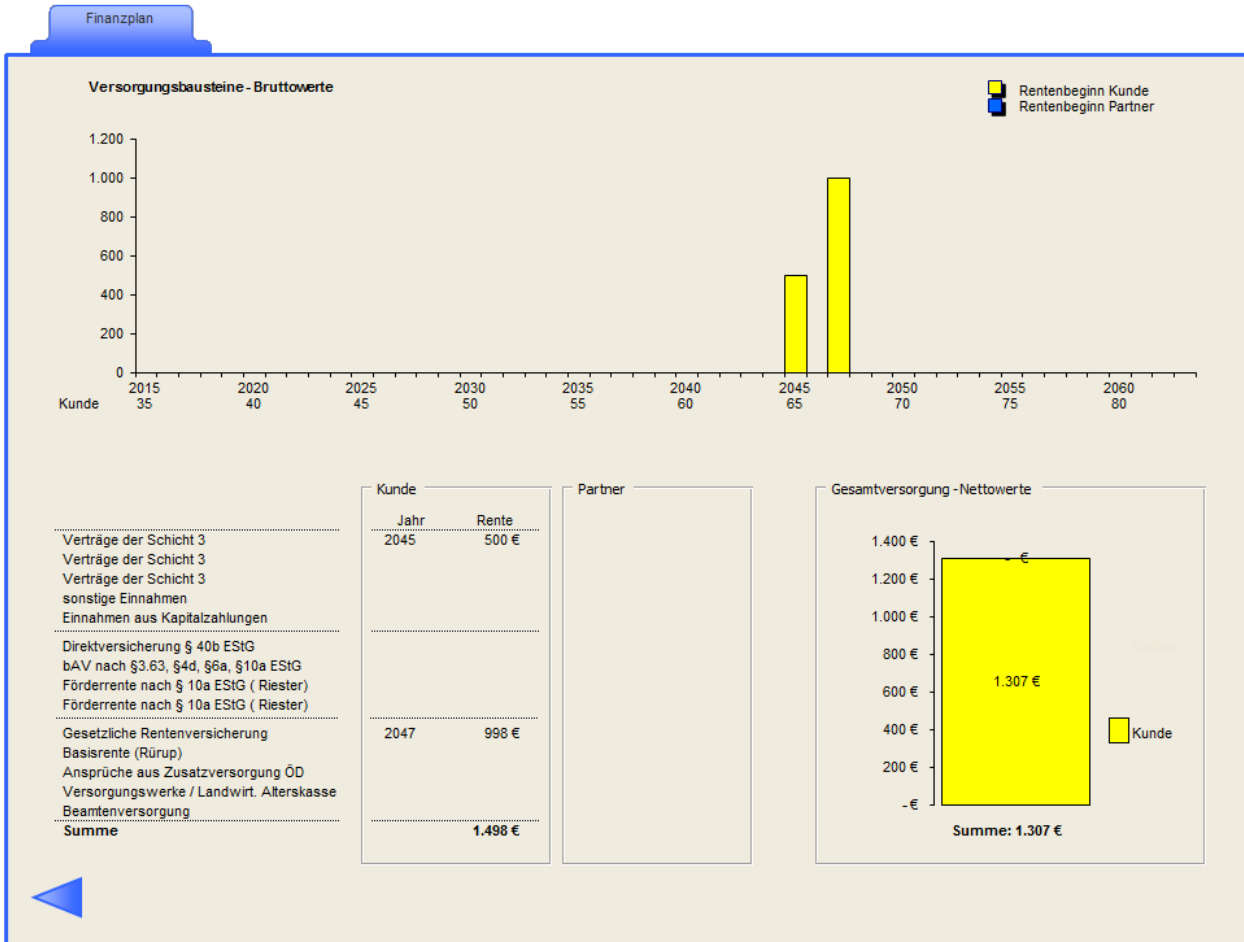 Finanzplan
Versorgungsbausteine - Bruttowerte
Rentenbeginn Kunde
Rentenbeginn Partner
1.200
1.000
800
600
400
200
0
2015 2020 2025 2030 2035 2040 2045 2050 2055 2060
Kunde 35 40 45 50 55 60 65 70 75 80
Kunde
Partner
Gesamtversorgung - Nettowerte
Jahr Rente
Verträge der Schicht 3 2045 500 €
Verträge der Schicht 3
Verträge der Schicht 3
sonstige Einnahmen
Einnahmen aus Kapitalzahlungen
Direktversicherung § 40b EStG
bAV nach §3.63, §4d, §6a, §10a EStG
Förderrente nach § 10a EStG ( Riester)
Förderrente nach § 10a EStG ( Riester)
Gesetzliche Rentenversicherung 2047 998 €
Basisrente (Rürup)
Ansprüche aus Zusatzversorgung ÖD
Versorgungswerke / Landwirt. Alterskasse
Beamtenversorgung
Summe 1.498 €
1.400 €
- €
1.200 €
1.000 €
800 €
1.307 €
600 €
400 €
Kunde
200 €
- €
Summe: 1.307 €